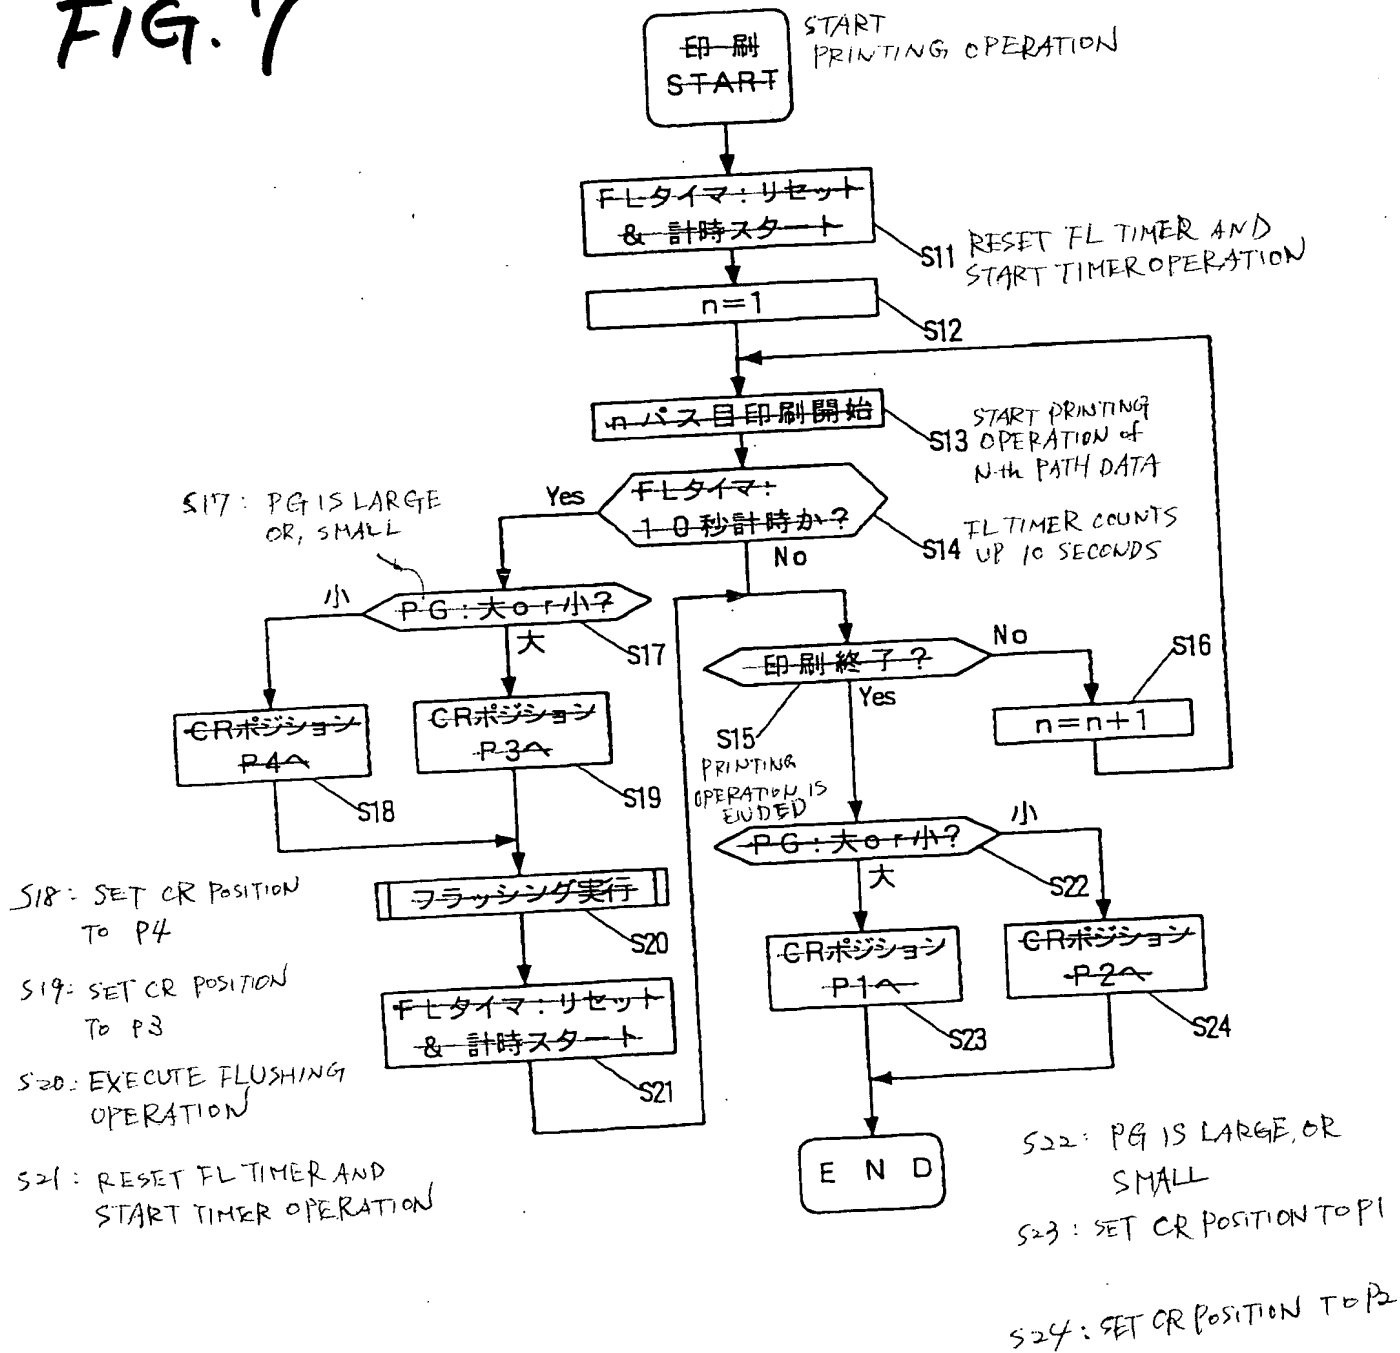 FIG. 7
印刷
START
START
PRINTING OPERATION
FLタイマ:リセット
& 計時スタート
S11
RESET FL TIMER AND
START TIMER OPERATION
n=1
S12
nパス目印刷開始
S13
START PRINTING
OPERATION of
N-th PATH DATA
S17: PG IS LARGE
OR, SMALL
Yes
FLタイマ:
10秒計時か?
S14
FL TIMER COUNTS
UP 10 SECONDS
No
小
PG:大or小?
大
S17
印刷終了?
No
S16
Yes
n=n+1
S15
PRINTING
OPERATION IS
ENDED
CRポジション
P4へ
S18
CRポジション
P3へ
S19
PG:大or小?
小
大
S22
S18: SET CR POSITION
TO P4
フラッシング実行
S20
CRポジション
P1へ
S23
CRポジション
P2へ
S24
S19: SET CR POSITION
TO P3
FLタイマ:リセット
& 計時スタート
S21
S20: EXECUTE FLUSHING
OPERATION
S21: RESET FL TIMER AND
START TIMER OPERATION
END
S22: PG IS LARGE, OR
SMALL
S23: SET CR POSITION TO P1
S24: SET CR POSITION TO P2